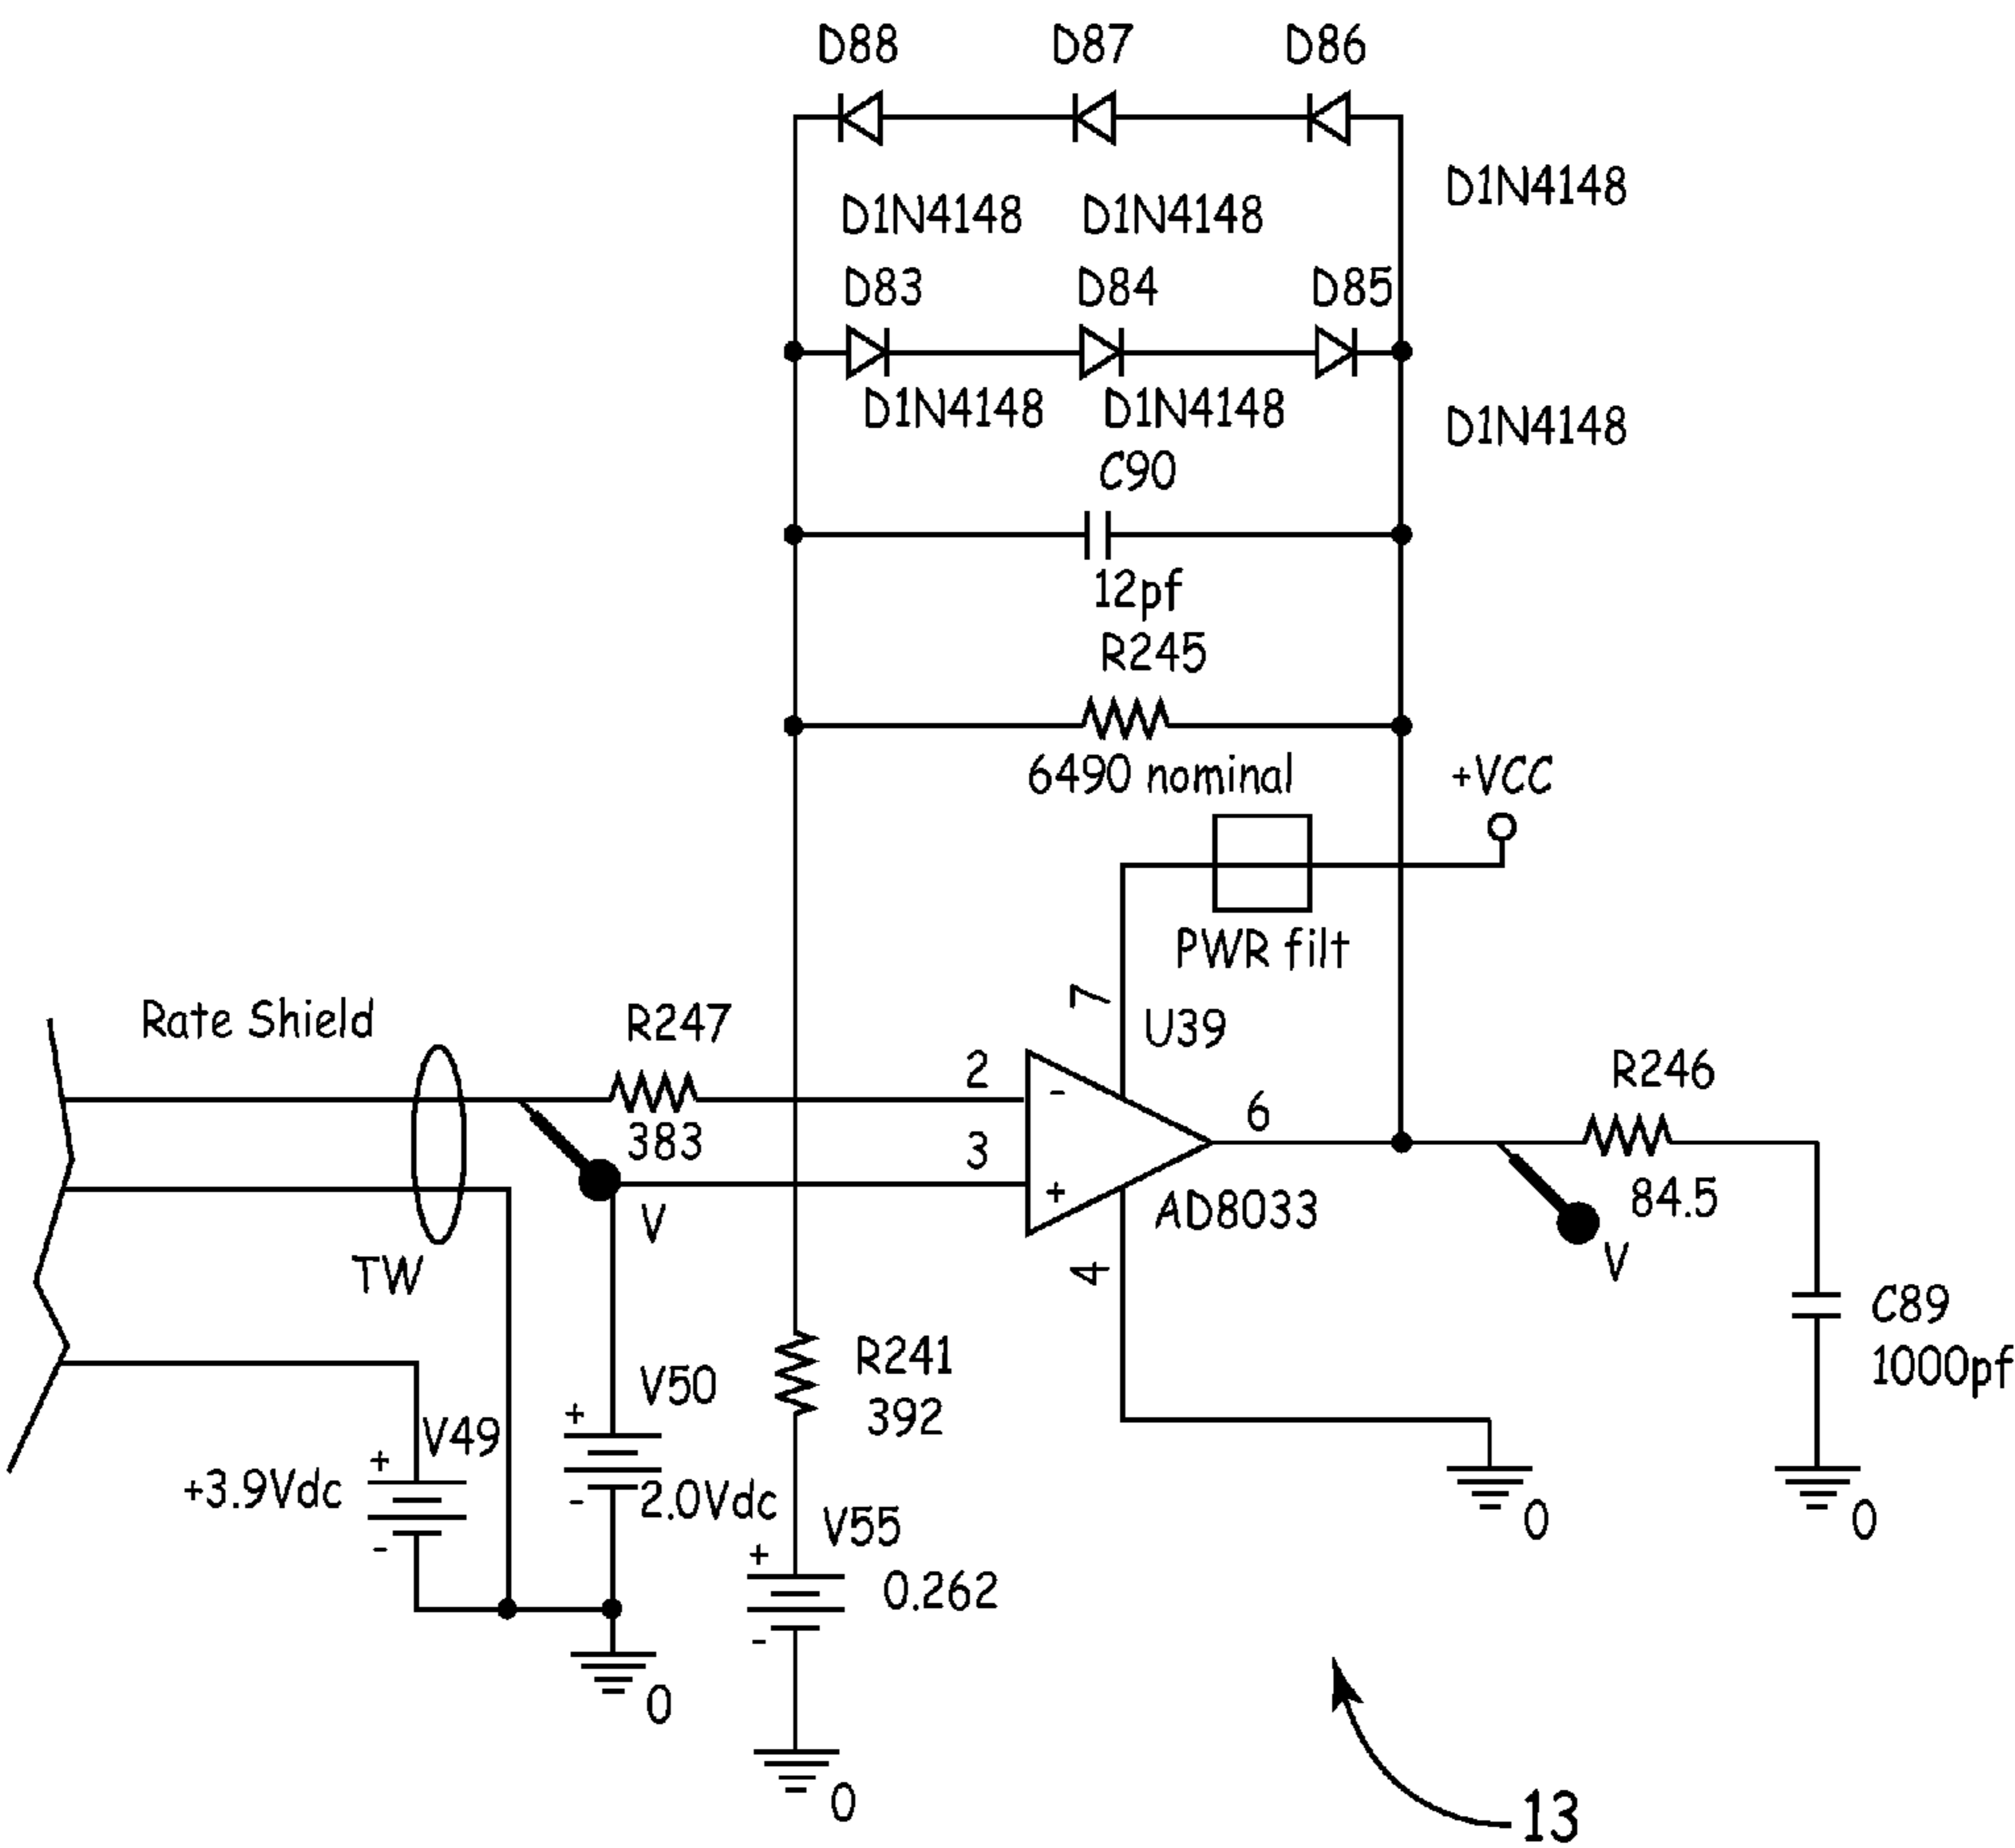 D88 D87 D86
D1N4148 D1N4148 D1N4148
D83 D84 D85
D1N4148 D1N4148 D1N4148
C90
12pf
R245
6490 nominal
+VCC
PWR filt
7
U39
Rate Shield
R247
383
2
-
3
+
6
AD8033
4
R246
84.5
V
V
TW
C89
1000pf
R241
392
V50
+
-
2.0Vdc
V49
+
-
+3.9Vdc
V55
+
-
0.262
0
0
0
0
13